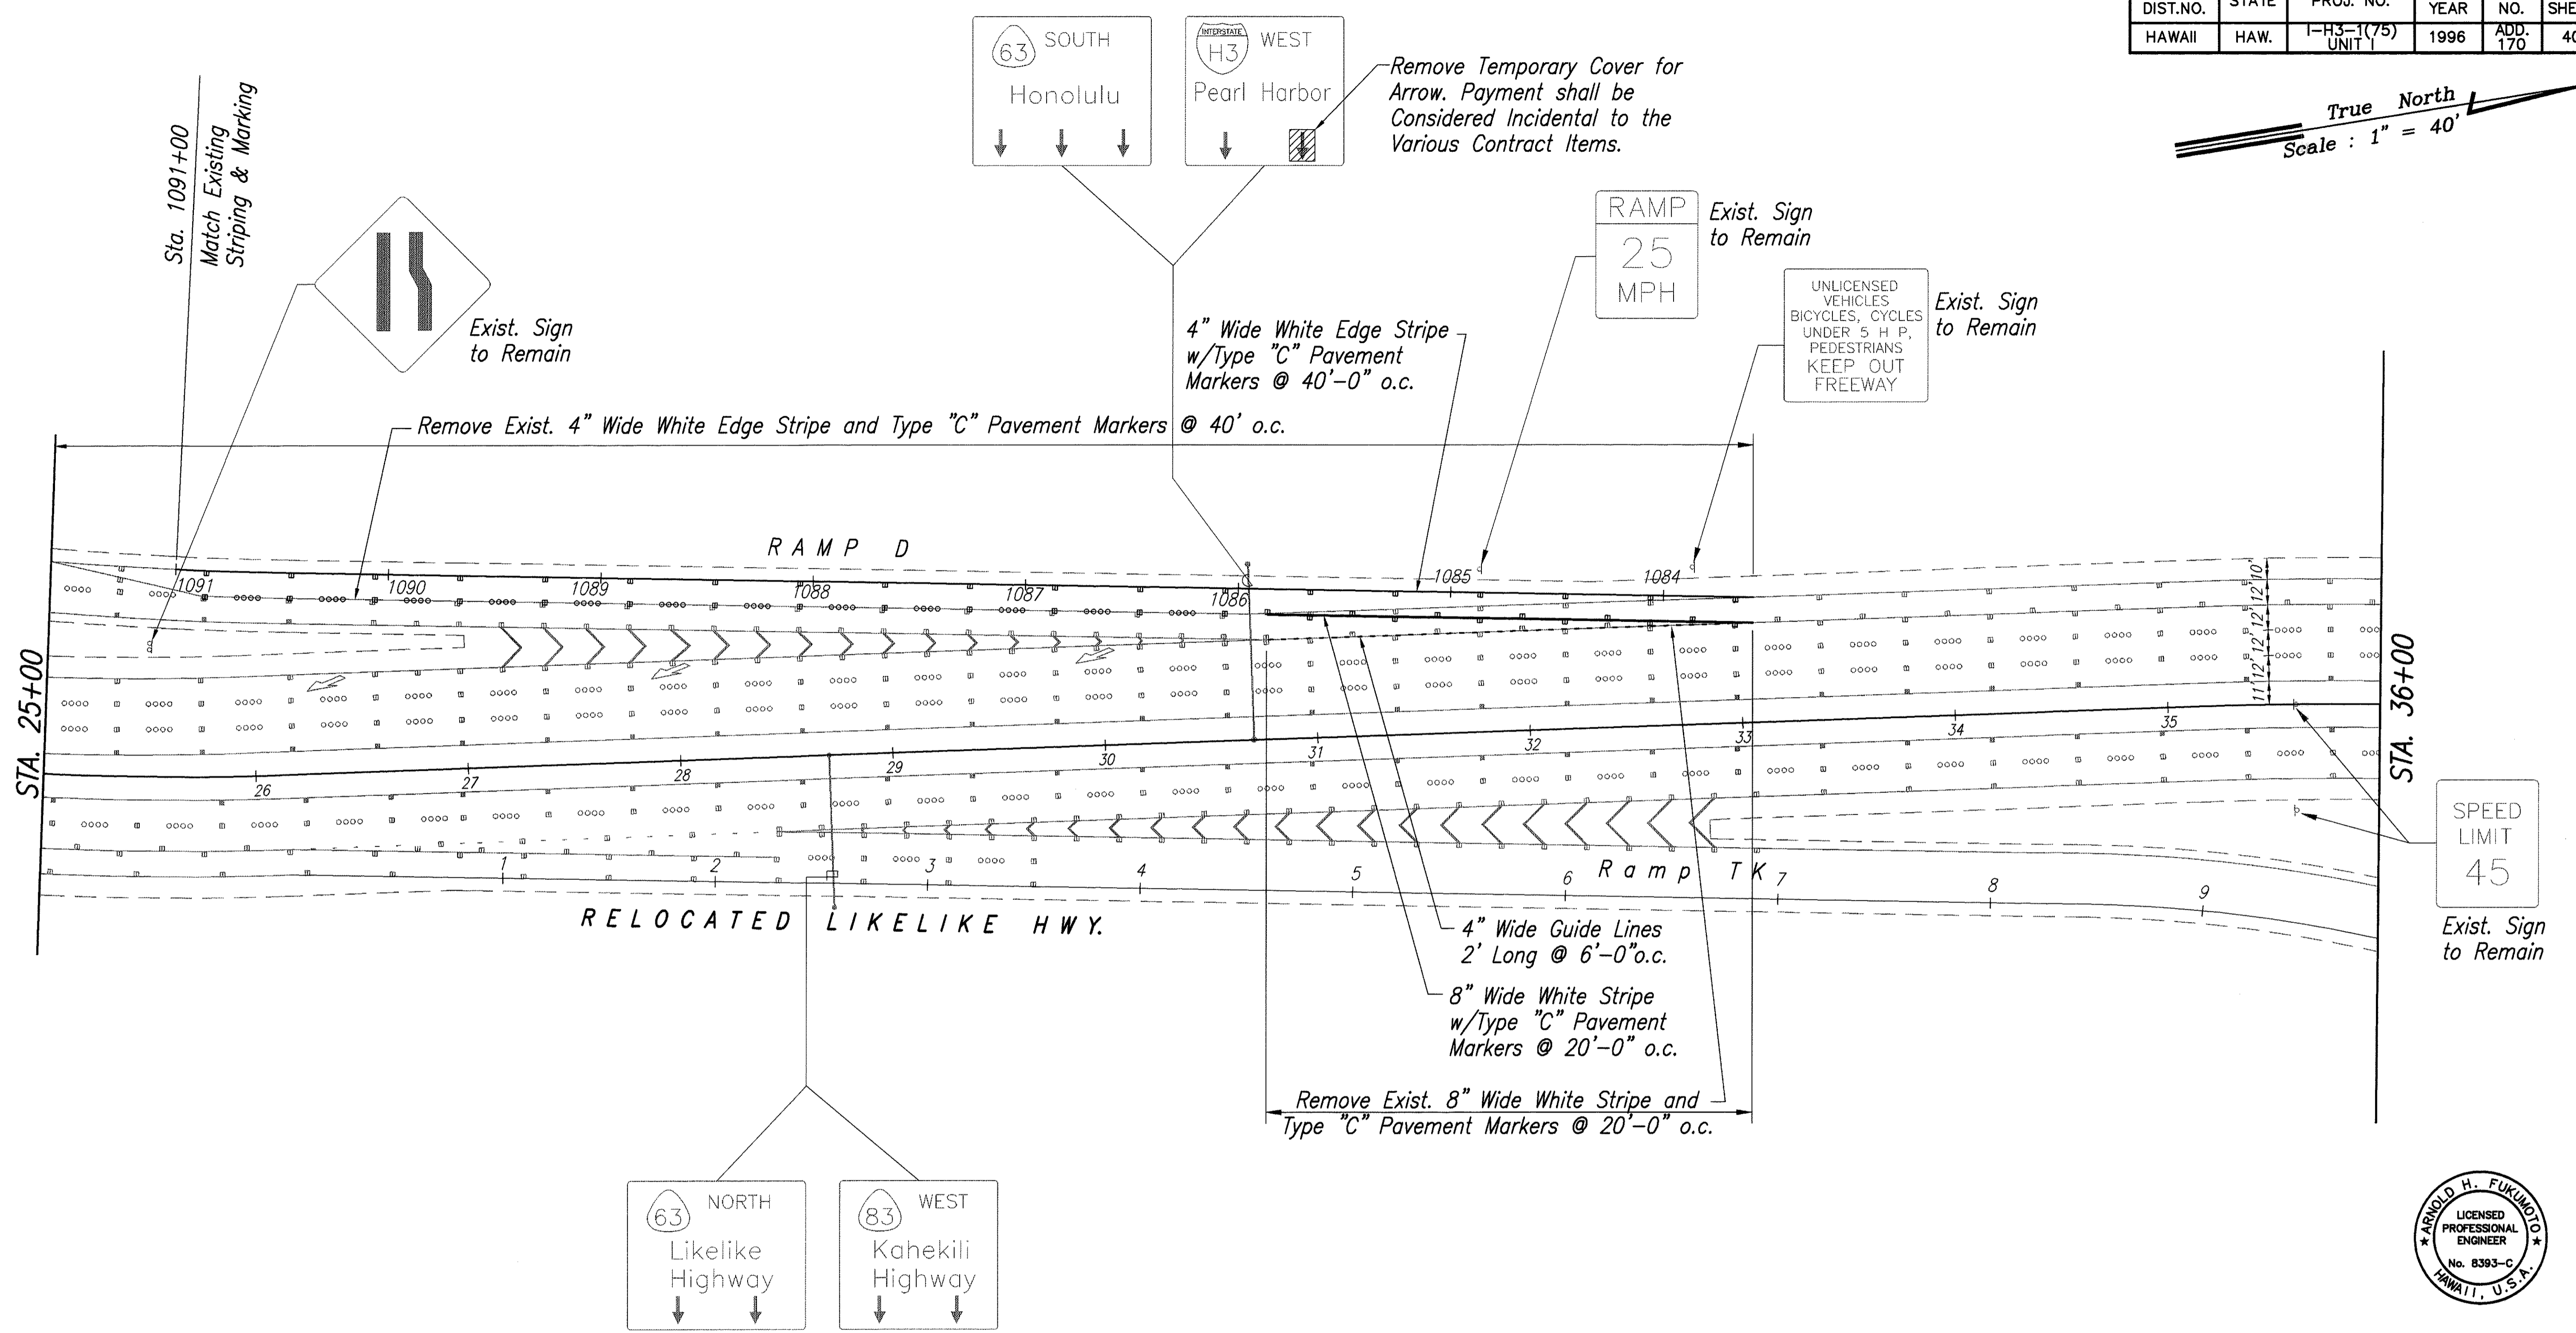 DIST.NO. STATE PROJ. NO. YEAR NO.
HAWAII HAW. I-H3-1(75) UNIT I 1996 ADD. 170
True North
Scale : 1" = 40'
63 SOUTH
Honolulu
INTERSTATE
H3 WEST
Pearl Harbor
Remove Temporary Cover for
Arrow. Payment shall be
Considered Incidental to the
Various Contract Items.
Sta. 1091+00
Match Existing
Striping & Marking
Exist. Sign
to Remain
RAMP
25
MPH
Exist. Sign
to Remain
UNLICENSED
VEHICLES
BICYCLES, CYCLES
UNDER 5 H P,
PEDESTRIANS
KEEP OUT
FREEWAY
Exist. Sign
to Remain
4" Wide White Edge Stripe
w/Type "C" Pavement
Markers @ 40'-0" o.c.
Remove Exist. 4" Wide White Edge Stripe and Type "C" Pavement Markers @ 40' o.c.
RAMP D
1091 1090 1089 1088 1087 1086 1085 1084
10'
12'
12'
12'
12'
11'
STA. 25+00
STA. 36+00
26 27 28 29 30 31 32 33 34 35
1 2 3 4 5 6 7 8 9
Ramp TK
RELOCATED LIKELIKE HWY.
SPEED
LIMIT
45
Exist. Sign
to Remain
4" Wide Guide Lines
2' Long @ 6'-0"o.c.
8" Wide White Stripe
w/Type "C" Pavement
Markers @ 20'-0" o.c.
Remove Exist. 8" Wide White Stripe and
Type "C" Pavement Markers @ 20'-0" o.c.
63 NORTH
Likelike
Highway
83 WEST
Kahekili
Highway
ARNOLD H. FUKUMOTO
LICENSED
PROFESSIONAL
ENGINEER
No. 8393-C
HAWAII, U.S.A.